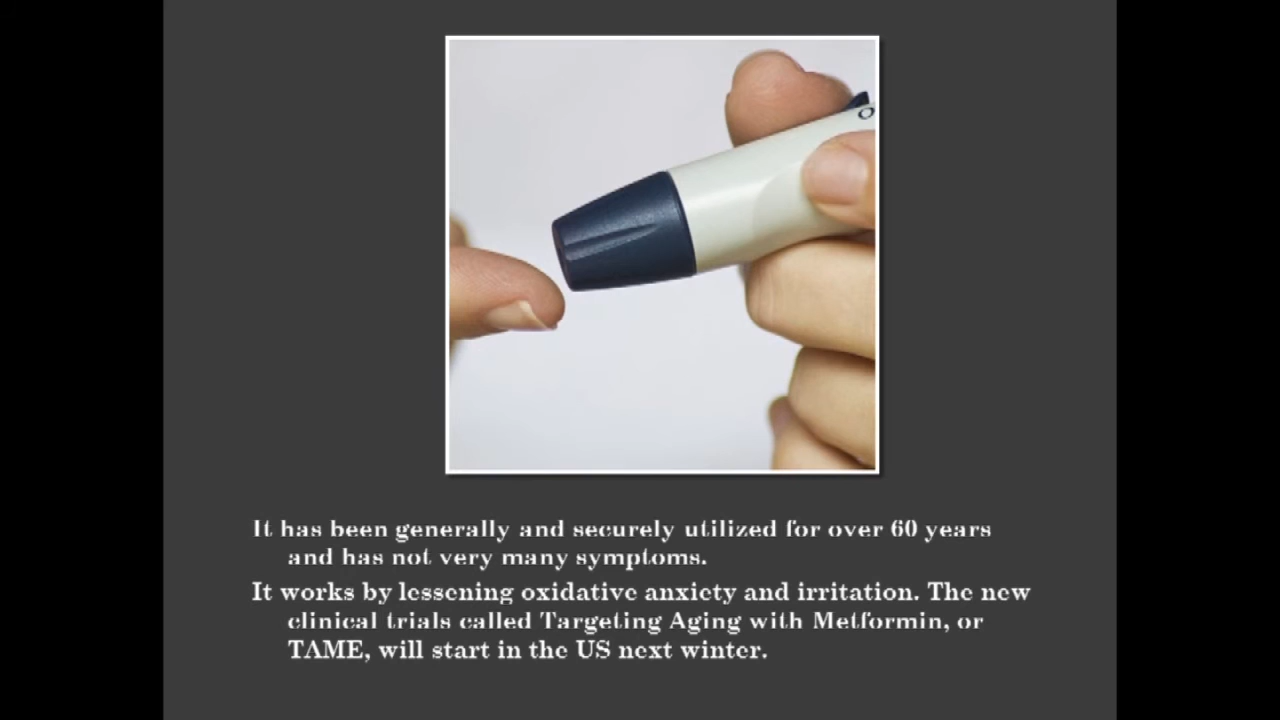 O
It has been generally and securely utilized for over 60 years
and has not very many symptoms.
It works by lessening oxidative anxiety and irritation. The new
clinical trials called Targeting Aging with Metformin, or
TAME, will start in the US next winter.